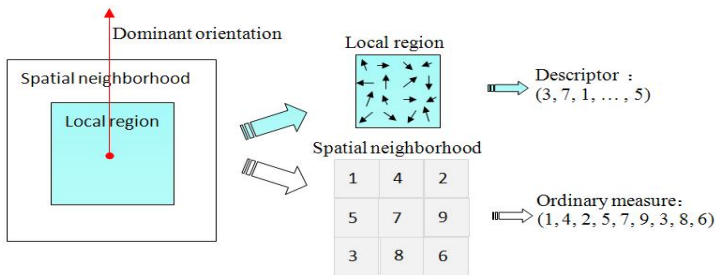 Dominant orientation
Spatial neighborhood
Local region
Local region
Descriptor :
(3, 7, 1, … , 5)
Spatial neighborhood
1 4 2
5 7 9
3 8 6
Ordinary measure:
(1, 4, 2, 5, 7, 9, 3, 8, 6)